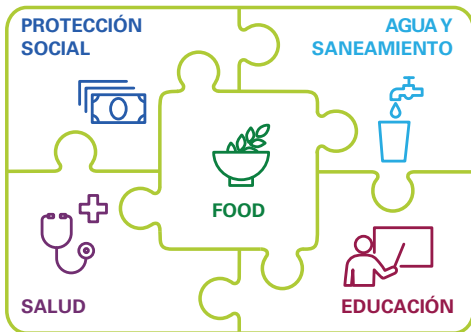 PROTECCIÓN
SOCIAL
AGUA Y
SANEAMIENTO
FOOD
SALUD
EDUCACIÓN